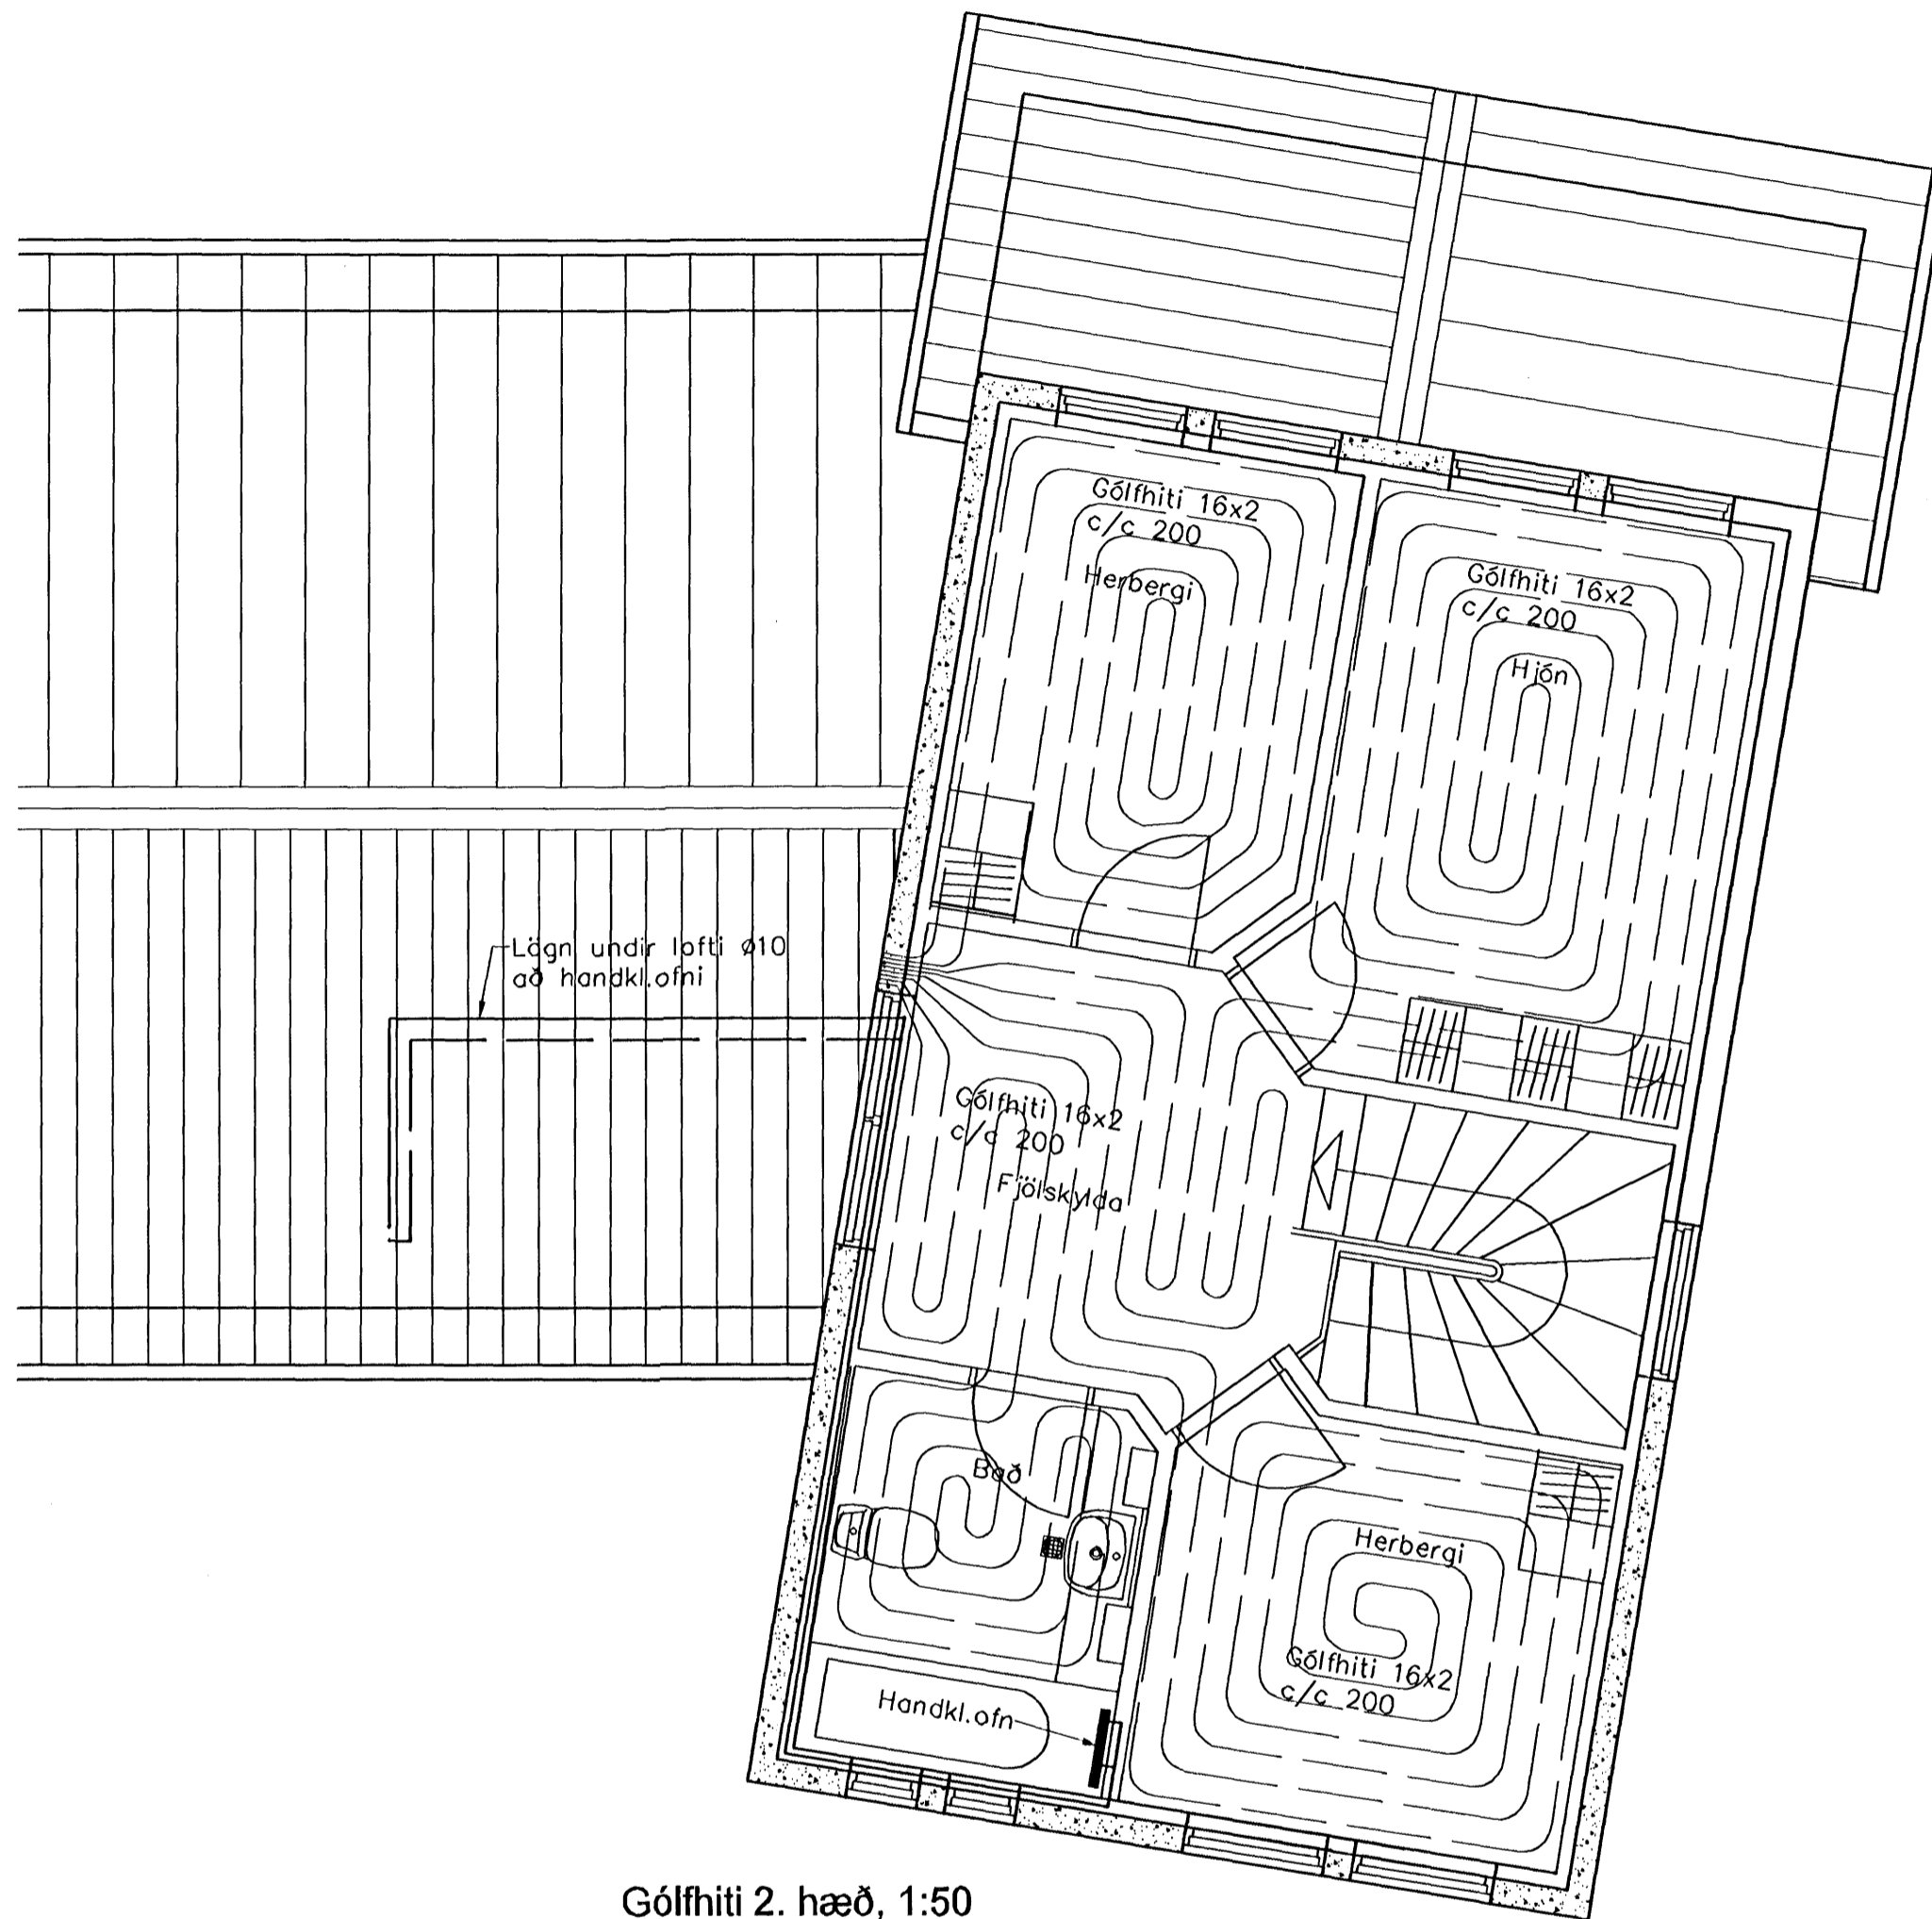 Gólfhiti 16x2
c/c 200
Herbergi
Gólfhiti 16x2
c/c 200
Hjón
Lögn undir lofti ø10
að handkl.ofni
Gólfhiti 16x2
c/c 200
Fjölskylda
Bað
Herbergi
Gólfhiti 16x2
c/c 200
Handkl.ofn
Gólfhiti 2. hæð, 1:50